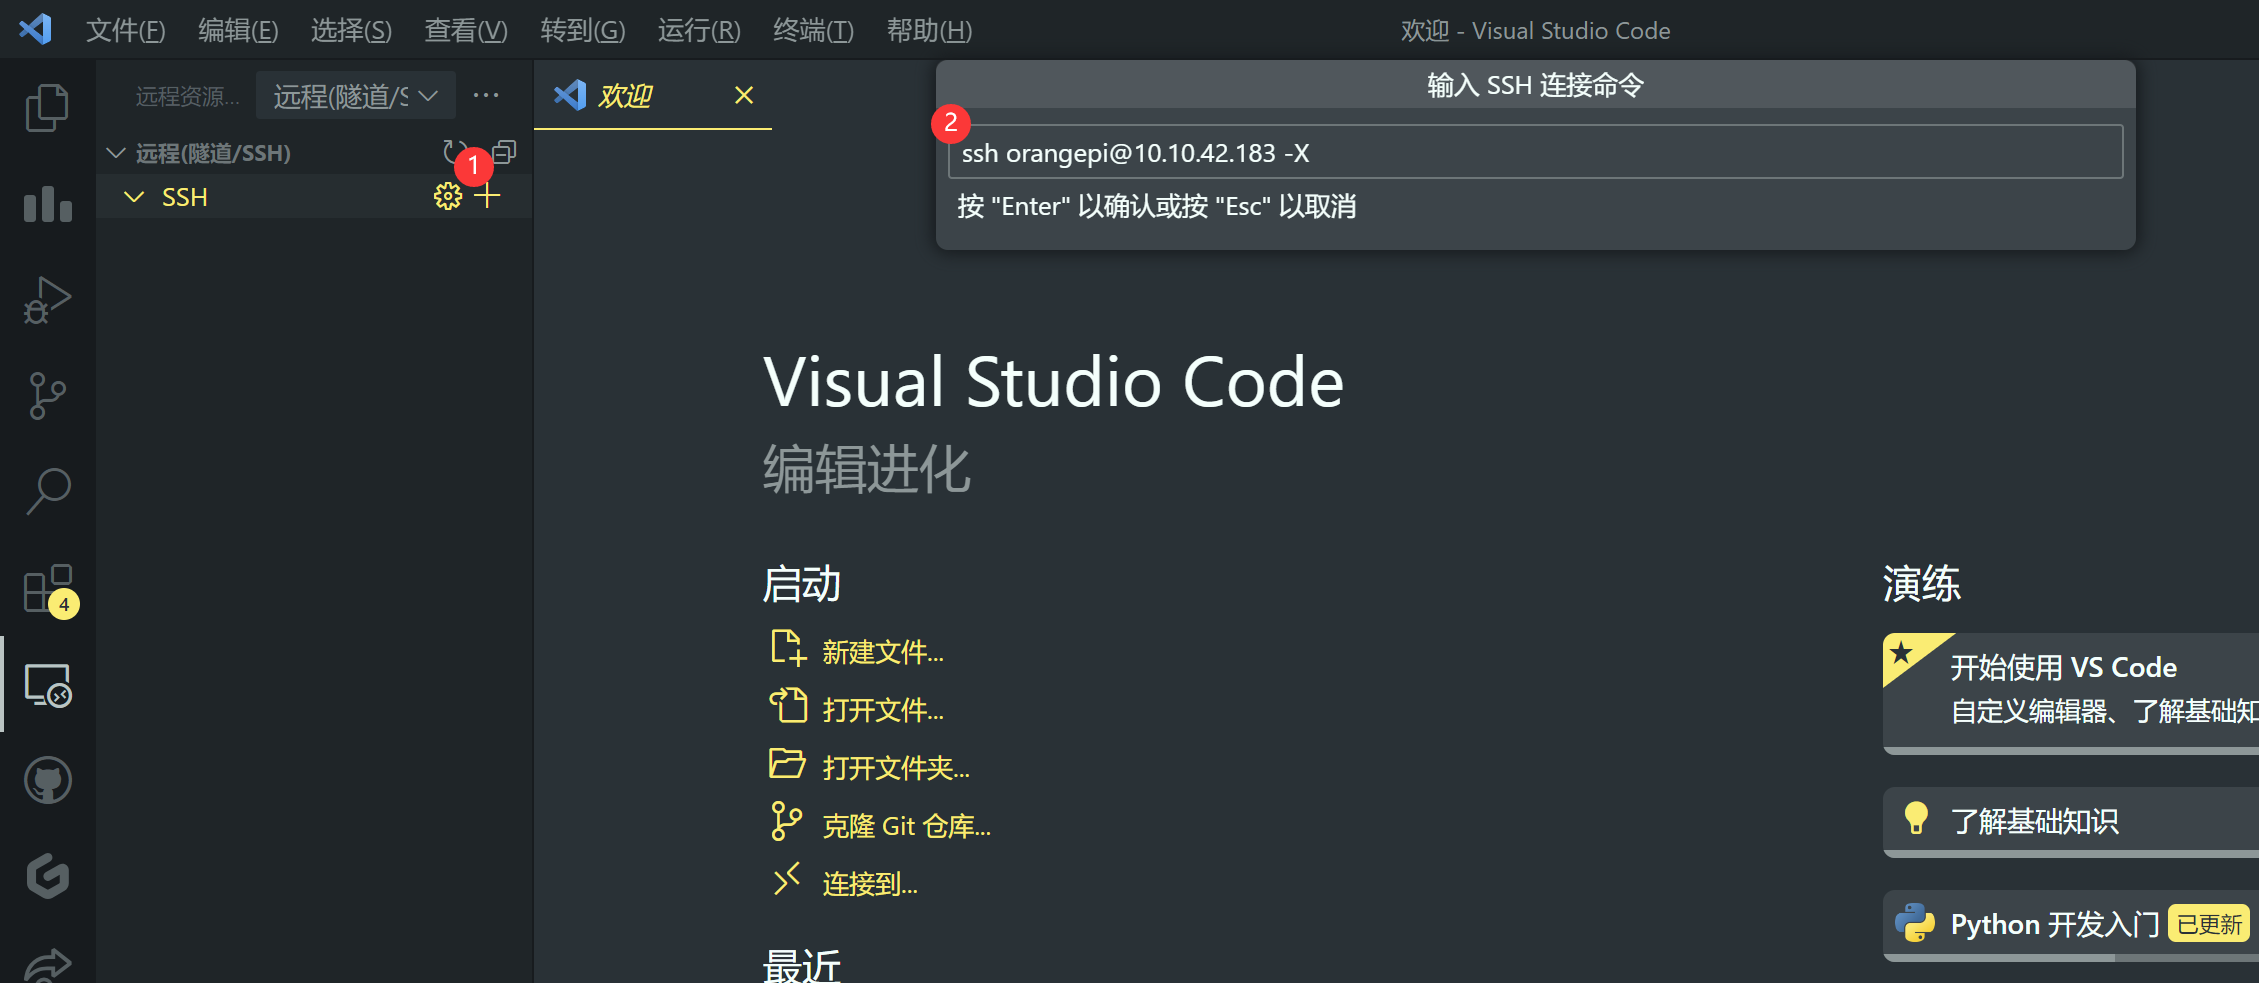 文件(F) 编辑(E) 选择(S) 查看(V) 转到(G) 运行(R) 终端(T) 帮助(H)
欢迎 - Visual Studio Code
远程资源... 远程(隧道/S
欢迎
输入 SSH 连接命令
2
ssh orangepi@10.10.42.183 -X
按 "Enter" 以确认或按 "Esc" 以取消
远程(隧道/SSH)
1
SSH
Visual Studio Code
编辑进化
启动
新建文件...
打开文件...
打开文件夹...
克隆 Git 仓库...
连接到...
最近
演练
开始使用 VS Code
自定义编辑器、了解基础知
了解基础知识
Python 开发入门 已更新
4